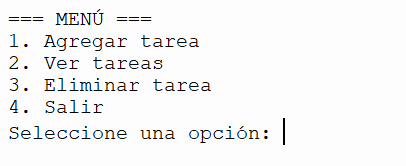 === MENÚ ===
1. Agregar tarea
2. Ver tareas
3. Eliminar tarea
4. Salir
Seleccione una opción: